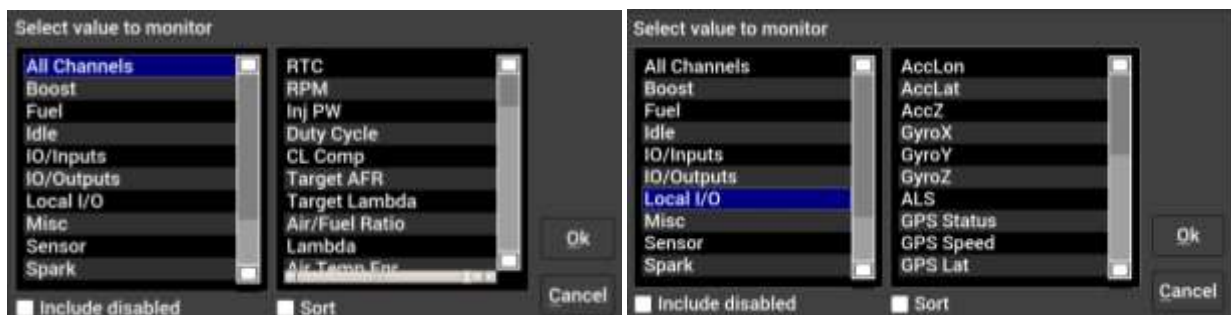 Select value to monitor
All Channels
Boost
Fuel
Idle
IO/Inputs
IO/Outputs
Local I/O
Misc
Sensor
Spark
RTC
RPM
Inj PW
Duty Cycle
CL Comp
Target AFR
Target Lambda
Air/Fuel Ratio
Lambda
Air Temp Enr
Include disabled
Sort
Ok
Cancel
Select value to monitor
All Channels
Boost
Fuel
Idle
IO/Inputs
IO/Outputs
Local I/O
Misc
Sensor
Spark
AccLon
AccLat
AccZ
GyroX
GyroY
GyroZ
ALS
GPS Status
GPS Speed
GPS Lat
Include disabled
Sort
Ok
Cancel